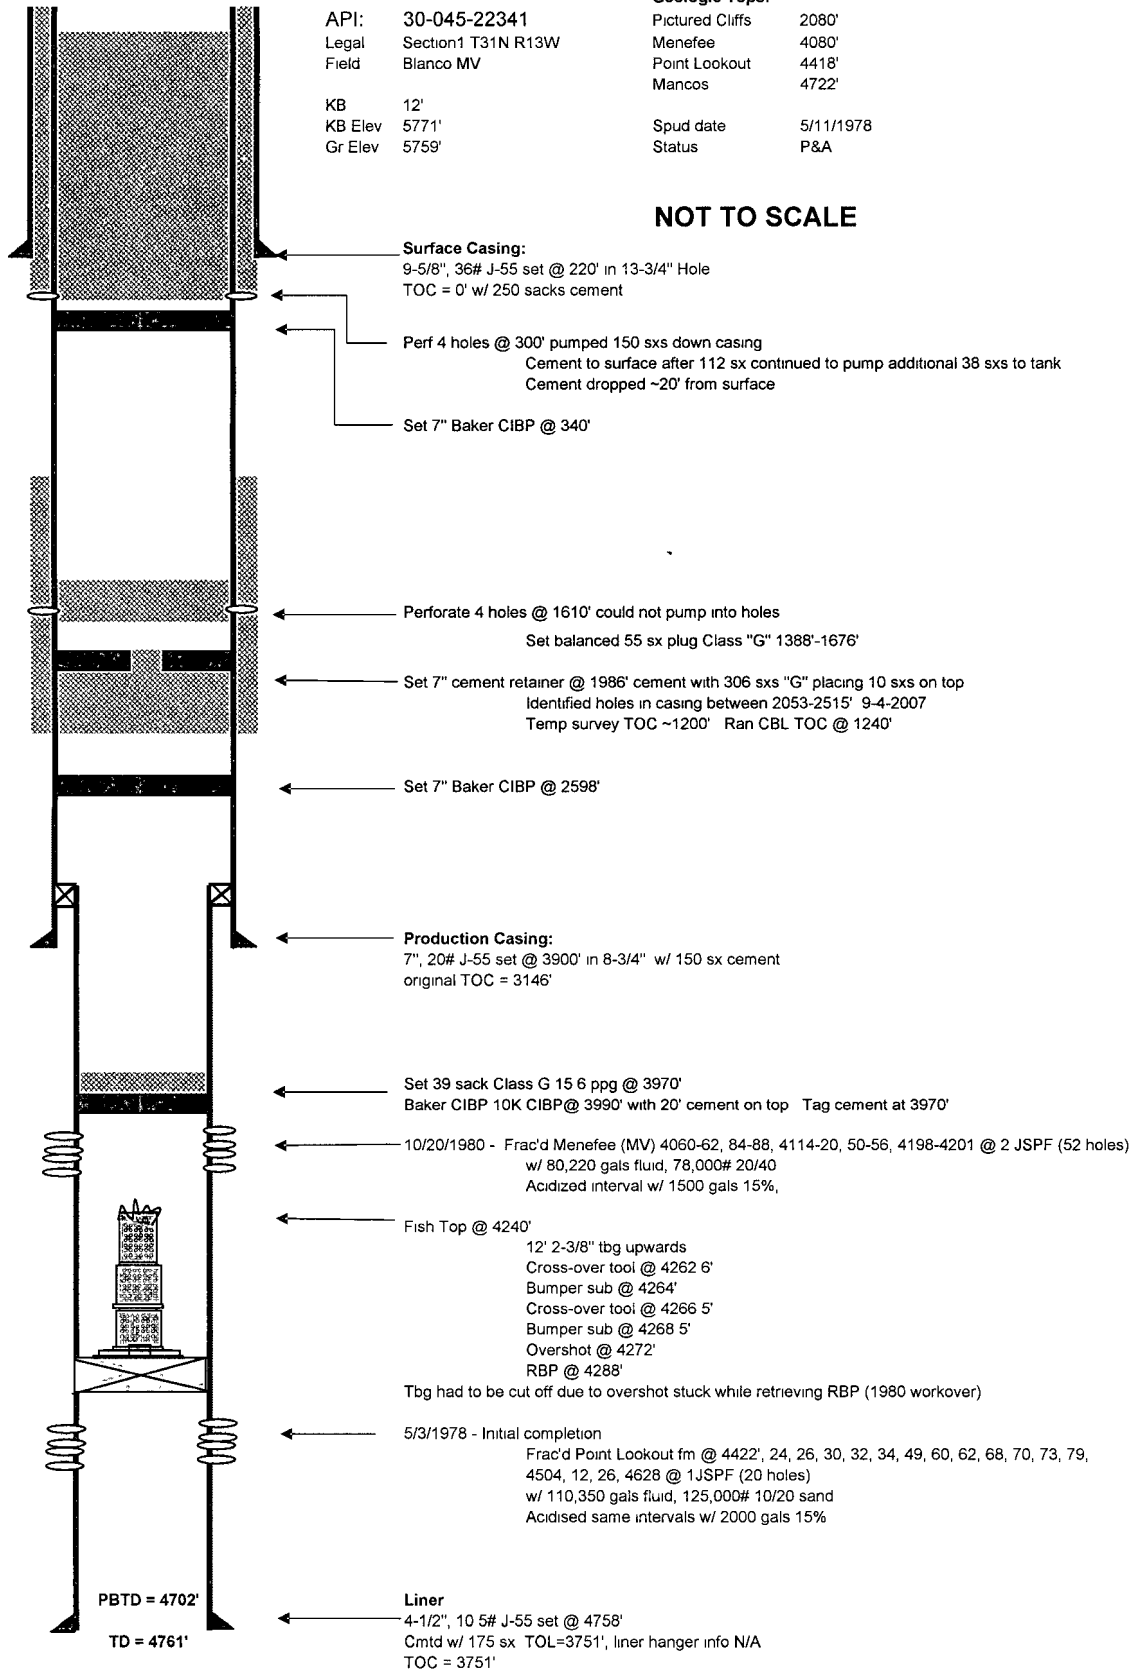 API: 30-045-22341
Legal Section1 T31N R13W
Field Blanco MV
KB 12'
KB Elev 5771'
Gr Elev 5759'
Pictured Cliffs 2080'
Menefee 4080'
Point Lookout 4418'
Mancos 4722'
Spud date 5/11/1978
Status P&A
NOT TO SCALE
Surface Casing:
9-5/8", 36# J-55 set @ 220' in 13-3/4" Hole
TOC = 0' w/ 250 sacks cement
Perf 4 holes @ 300' pumped 150 sxs down casing
Cement to surface after 112 sx continued to pump additional 38 sxs to tank
Cement dropped ~20' from surface
Set 7" Baker CIBP @ 340'
Perforate 4 holes @ 1610' could not pump into holes
Set balanced 55 sx plug Class "G" 1388'-1676'
Set 7" cement retainer @ 1986' cement with 306 sxs "G" placing 10 sxs on top
Identified holes in casing between 2053-2515' 9-4-2007
Temp survey TOC ~1200' Ran CBL TOC @ 1240'
Set 7" Baker CIBP @ 2598'
Production Casing:
7", 20# J-55 set @ 3900' in 8-3/4" w/ 150 sx cement
original TOC = 3146'
Set 39 sack Class G 15 6 ppg @ 3970'
Baker CIBP 10K CIBP@ 3990' with 20' cement on top Tag cement at 3970'
10/20/1980 - Frac'd Menefee (MV) 4060-62, 84-88, 4114-20, 50-56, 4198-4201 @ 2 JSPF (52 holes)
w/ 80,220 gals fluid, 78,000# 20/40
Acidized interval w/ 1500 gals 15%,
Fish Top @ 4240'
12' 2-3/8" tbg upwards
Cross-over tool @ 4262 6'
Bumper sub @ 4264'
Cross-over tool @ 4266 5'
Bumper sub @ 4268 5'
Overshot @ 4272'
RBP @ 4288'
Tbg had to be cut off due to overshot stuck while retrieving RBP (1980 workover)
5/3/1978 - Initial completion
Frac'd Point Lookout fm @ 4422', 24, 26, 30, 32, 34, 49, 60, 62, 68, 70, 73, 79,
4504, 12, 26, 4628 @ 1JSPF (20 holes)
w/ 110,350 gals fluid, 125,000# 10/20 sand
Acidised same intervals w/ 2000 gals 15%
PBTD = 4702'
TD = 4761'
Liner
4-1/2", 10 5# J-55 set @ 4758'
Cmtd w/ 175 sx TOL=3751', liner hanger info N/A
TOC = 3751'